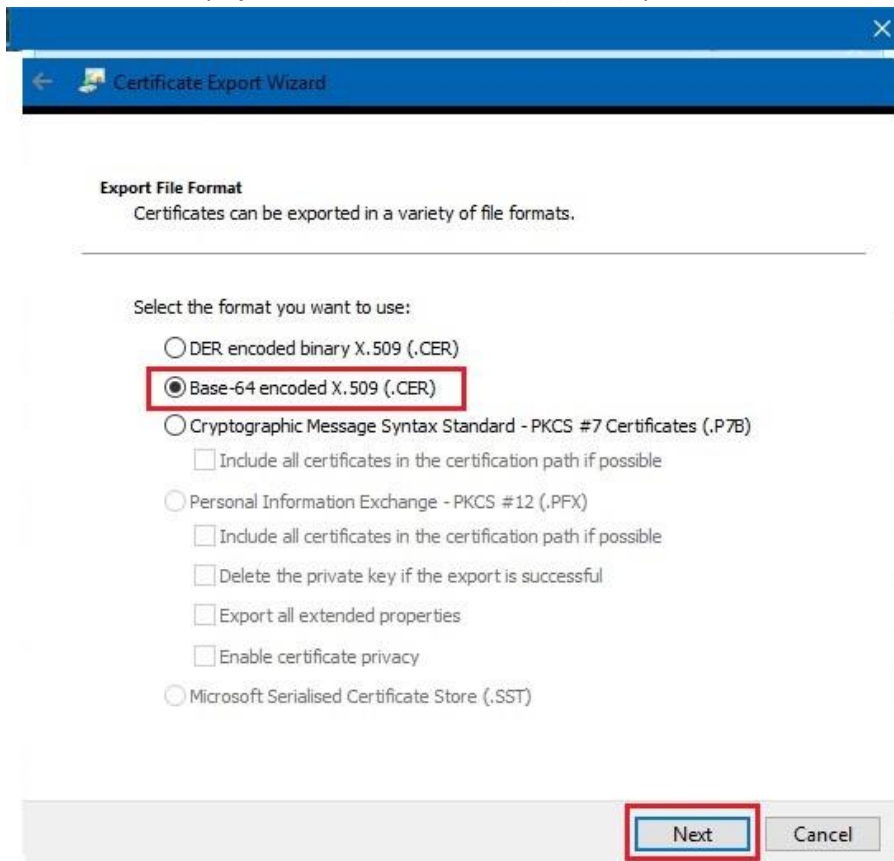 Certificate Export Wizard
Export File Format
Certificates can be exported in a variety of file formats.
Select the format you want to use:
DER encoded binary X.509 (.CER)
Base-64 encoded X.509 (.CER)
Cryptographic Message Syntax Standard - PKCS #7 Certificates (.P7B)
Include all certificates in the certification path if possible
Personal Information Exchange - PKCS #12 (.PFX)
Include all certificates in the certification path if possible
Delete the private key if the export is successful
Export all extended properties
Enable certificate privacy
Microsoft Serialised Certificate Store (.SST)
Next Cancel